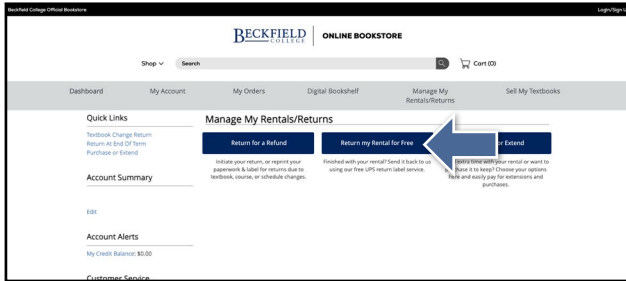 Beckfield College Official Bookstore
Login/Sign U
BECKFIELD
COLLEGE
ONLINE BOOKSTORE
Shop
Search
Cart (0)
Dashboard
My Account
My Orders
Digital Bookshelf
Manage My
Rentals/Returns
Sell My Textbooks
Quick Links
Textbook Change Return
Return At End Of Term
Purchase or Extend
Account Summary
Edit
Account Alerts
My Credit Balance: $0.00
Customer Service
Manage My Rentals/Returns
Return for a Refund
Initiate your return, or reprint your
paperwork & label for returns due to
textbook, course, or schedule changes.
Return my Rental for Free
Finished with your rental? Send it back to us
using our free UPS return label service.
or Extend
extra time with your rental or want to
to keep? Choose your options
and easily pay for extensions and
purchases.